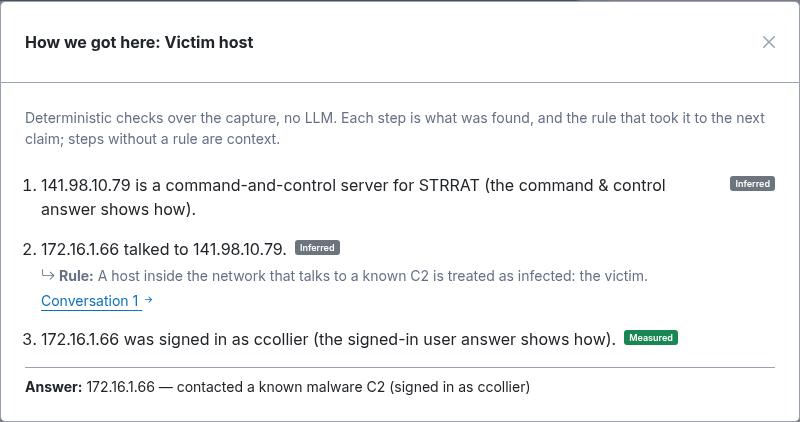 How we got here: Victim host
Deterministic checks over the capture, no LLM. Each step is what was found, and the rule that took it to the next
claim; steps without a rule are context.
1. 141.98.10.79 is a command-and-control server for STRRAT (the command & control Inferred
answer shows how).
2. 172.16.1.66 talked to 141.98.10.79. Inferred
↳ Rule: A host inside the network that talks to a known C2 is treated as infected: the victim.
Conversation 1 →
3. 172.16.1.66 was signed in as ccollier (the signed-in user answer shows how). Measured
Answer: 172.16.1.66 — contacted a known malware C2 (signed in as ccollier)